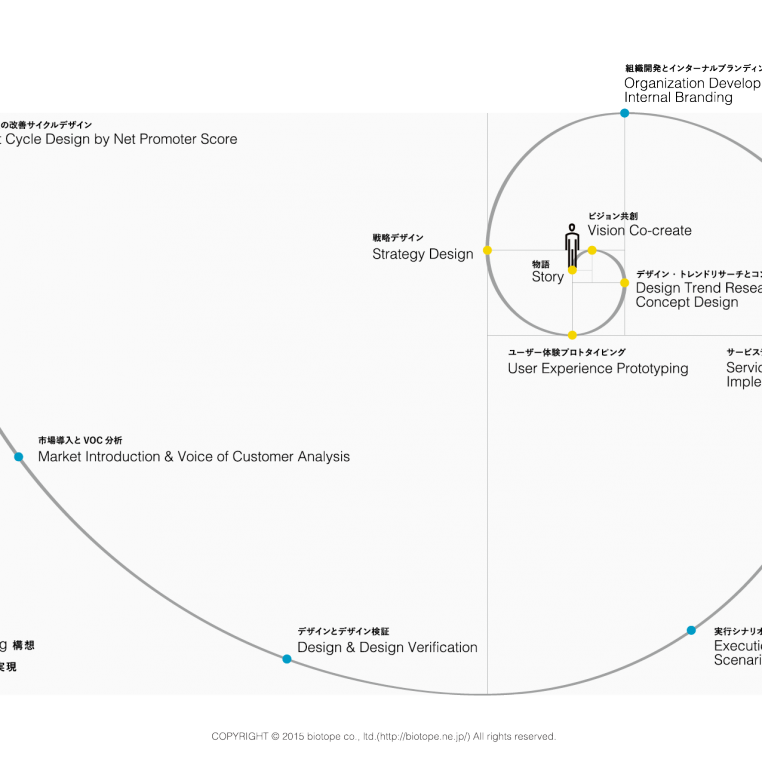 組織開発とインターナルブランディン
Organization Develop
Internal Branding
の改善サイクルデザイン
Cycle Design by Net Promoter Score
ビジョン共創
Vision Co-create
戦略デザイン
Strategy Design
物語
Story
デザイン・トレンドリサーチとコン
Design Trend Resea
Concept Design
ユーザー体験プロトタイピング
User Experience Prototyping
サービス
Servic
Imple
市場導入と VOC 分析
Market Introduction & Voice of Customer Analysis
デザインとデザイン検証
Design & Design Verification
実行シナリオ
Executi
Scenari
g 構想
実現
COPYRIGHT © 2015 biotope co., ltd.(http://biotope.ne.jp/) All rights reserved.